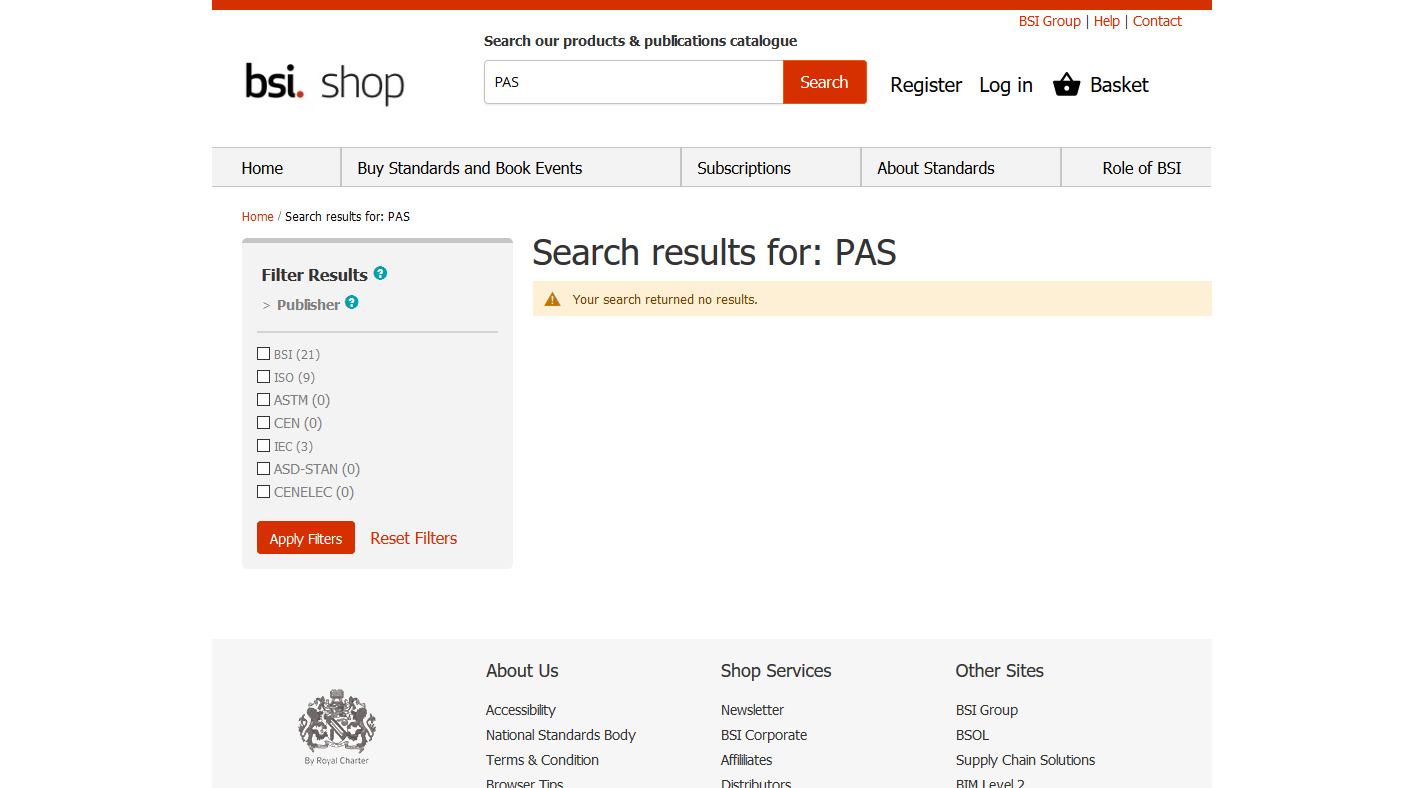 BSI Group | Help | Contact
Search our products & publications catalogue
bsi. shop
PAS
Search
Register
Log in
Basket
Home
Buy Standards and Book Events
Subscriptions
About Standards
Role of BSI
Home / Search results for: PAS
Filter Results ?
> Publisher ?
BSI (21)
ISO (9)
ASTM (0)
CEN (0)
IEC (3)
ASD-STAN (0)
CENELEC (0)
Apply Filters
Reset Filters
Search results for: PAS
Your search returned no results.
By Royal Charter
About Us
Accessibility
National Standards Body
Terms & Condition
Browser Tips
Shop Services
Newsletter
BSI Corporate
Affililiates
Distributors
Other Sites
BSI Group
BSOL
Supply Chain Solutions
BIM Level 2